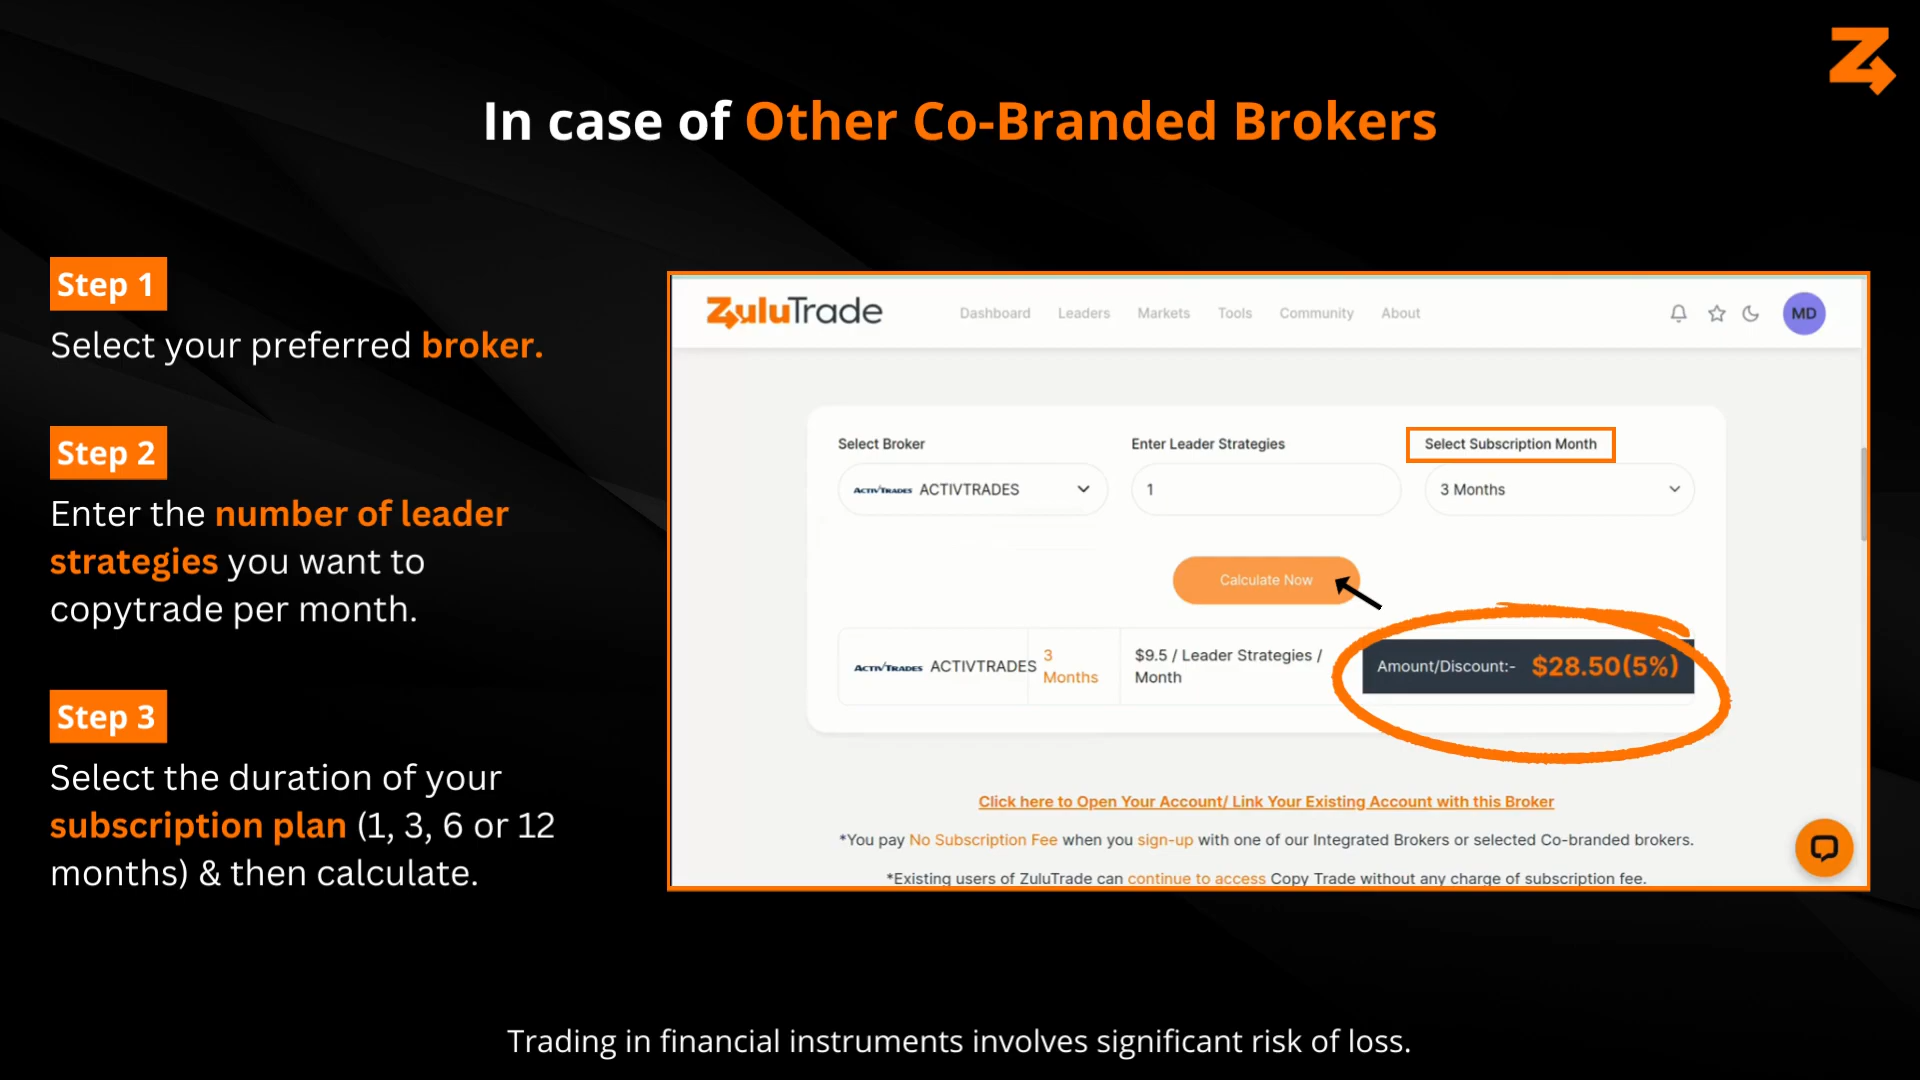 In case of Other Co-Branded Brokers
Step 1
Select your preferred broker.
Step 2
Enter the number of leader
strategies you want to
copytrade per month.
Step 3
Select the duration of your
subscription plan (1, 3, 6 or 12
months) & then calculate.
ZuluTrade
Dashboard Leaders Markets Tools Community About
MD
Select Broker Enter Leader Strategies Select Subscription Month
ACTIVTRADES ACTIVTRADES 1 3 Months
Calculate Now
ACTIVTRADES ACTIVTRADES
3
Months
$9.5 / Leader Strategies /
Month
Amount/Discount:- $28.50(5%)
Click here to Open Your Account/ Link Your Existing Account with this Broker
*You pay No Subscription Fee when you sign-up with one of our Integrated Brokers or selected Co-branded brokers.
*Existing users of ZuluTrade can continue to access Copy Trade without any charge of subscription fee.
Trading in financial instruments involves significant risk of loss.